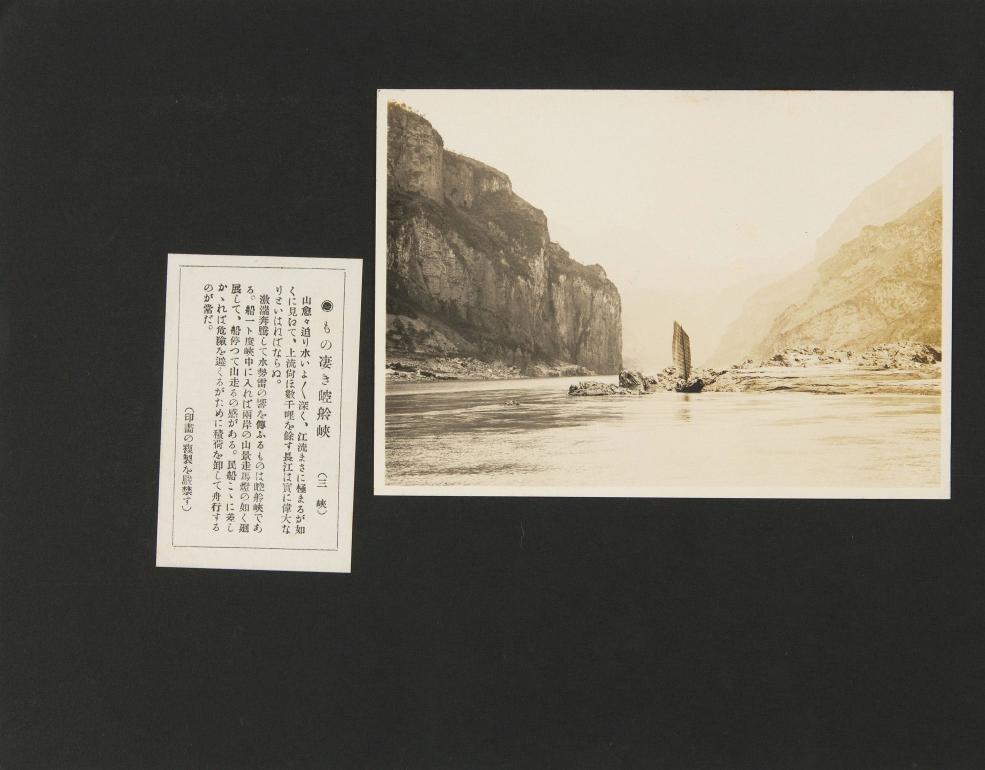 ◉もの凄き崆舲峡 （三峽）
山愈々迫り水いよ〱深く、江流まさに極まるが如
くに見ねて、上流尙ほ數千哩を餘す長江は實に偉大な
りといはねばならぬ。
激湍奔騰して水勢雷の響を傳ふるものは崆舲峽であ
る。船一ト度峽中に入れば兩岸の山景走馬燈の如く廻
展して、船停つて山走るの感がある。民船こゝに差し
かゝれば危險を避くるがために積荷を卸して舟行する
のが常だ。
（印畫の複製を嚴禁す）